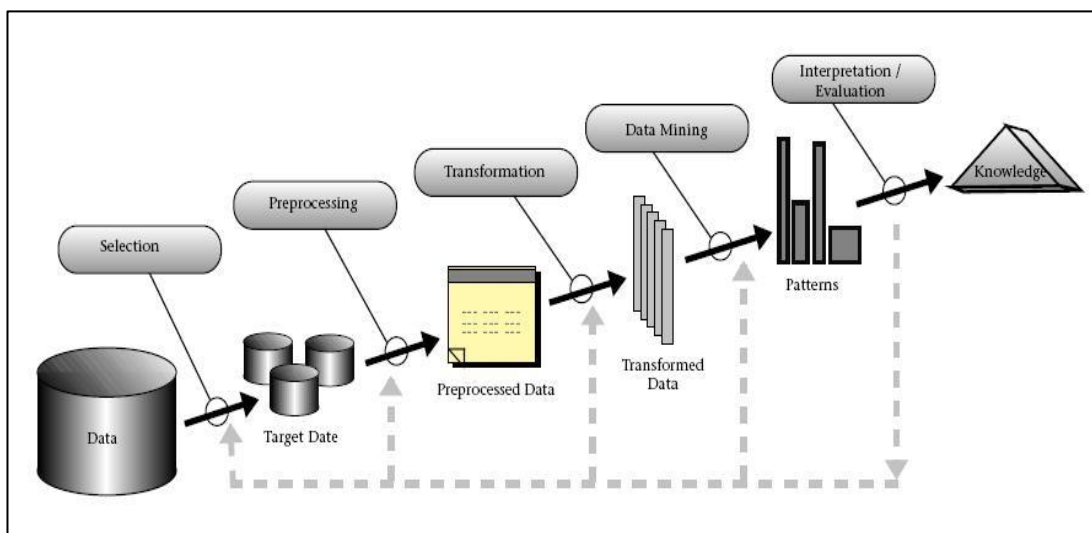 Interpretation /
Evaluation
Data Mining
Transformation
Preprocessing
Selection
Knowledge
Patterns
Transformed
Data
Preprocessed Data
Target Date
Data